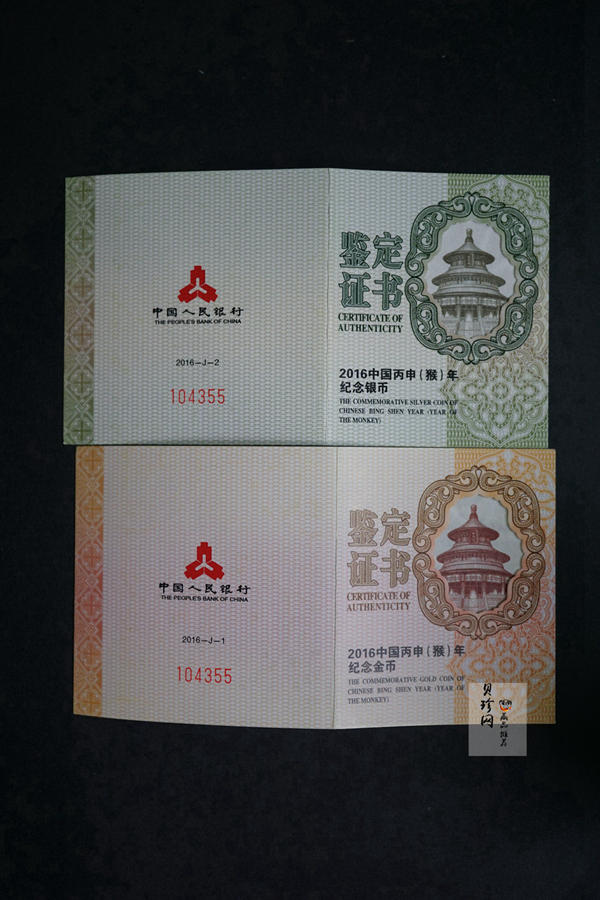 中国人民银行
THE PEOPLE'S BANK OF CHINA
2016-J-2
104355
鉴定
证书
CERTIFICATE OF
AUTHENTICITY
2016中国丙申(猴)年
纪念银币
THE COMMEMORATIVE SILVER COIN OF
CHINESE BING SHEN YEAR (YEAR OF
THE MONKEY)
中国人民银行
THE PEOPLE'S BANK OF CHINA
2016-J-1
104355
鉴定
证书
CERTIFICATE OF
AUTHENTICITY
2016中国丙申(猴)年
纪念金币
THE COMMEMORATIVE GOLD COIN OF
CHINESE BING SHEN YEAR (YEAR OF
THE MONKEY)
贝珍网
藏品推荐